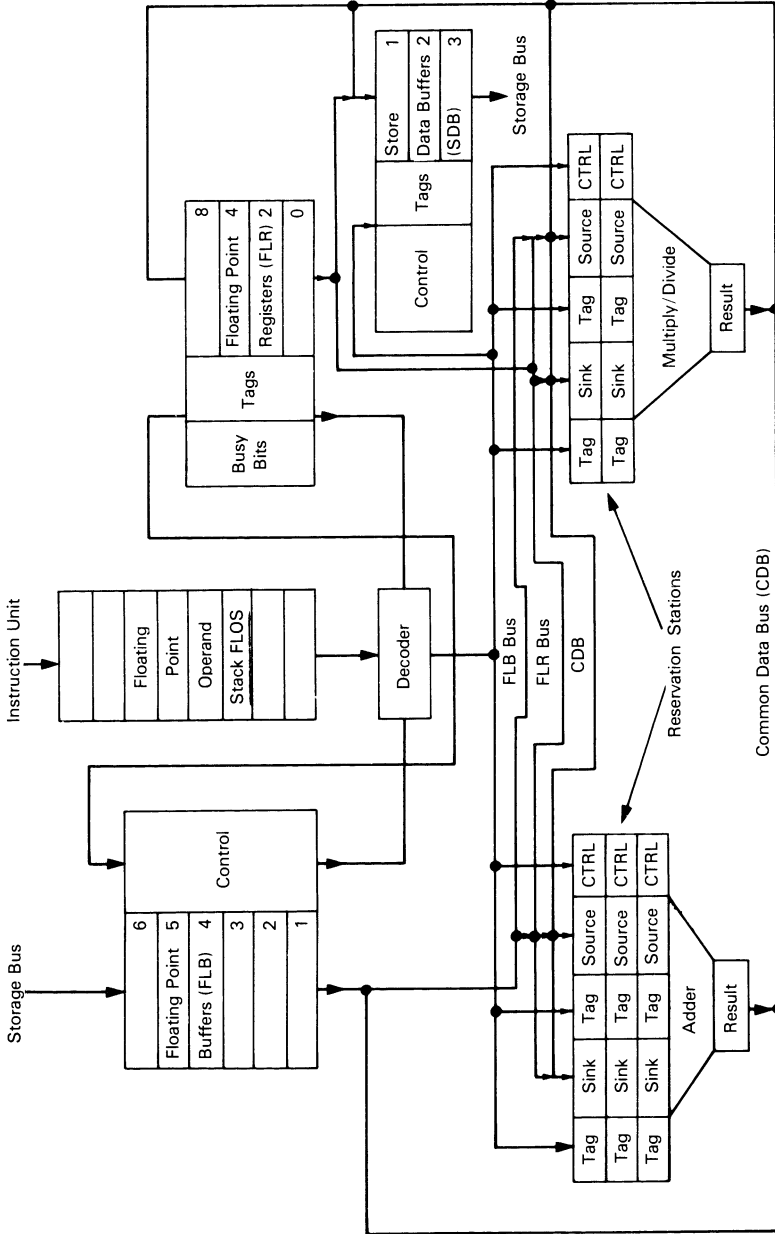 Storage Bus
Instruction Unit
6
Floating Point 5
Buffers (FLB) 4
3
2
1
Control
Floating
Point
Operand
Stack FLOS
Decoder
Busy
Bits
Tags
8
Floating Point 4
Registers (FLR) 2
0
Control
Tags
Store 1
Data Buffers 2
(SDB) 3
Storage Bus
FLB Bus
FLR Bus
CDB
Tag Sink Tag Source CTRL
Tag Sink Tag Source CTRL
Tag Sink Tag Source CTRL
Adder
Result
Reservation Stations
Tag Sink Tag Source CTRL
Tag Sink Tag Source CTRL
Multiply/Divide
Result
Common Data Bus (CDB)